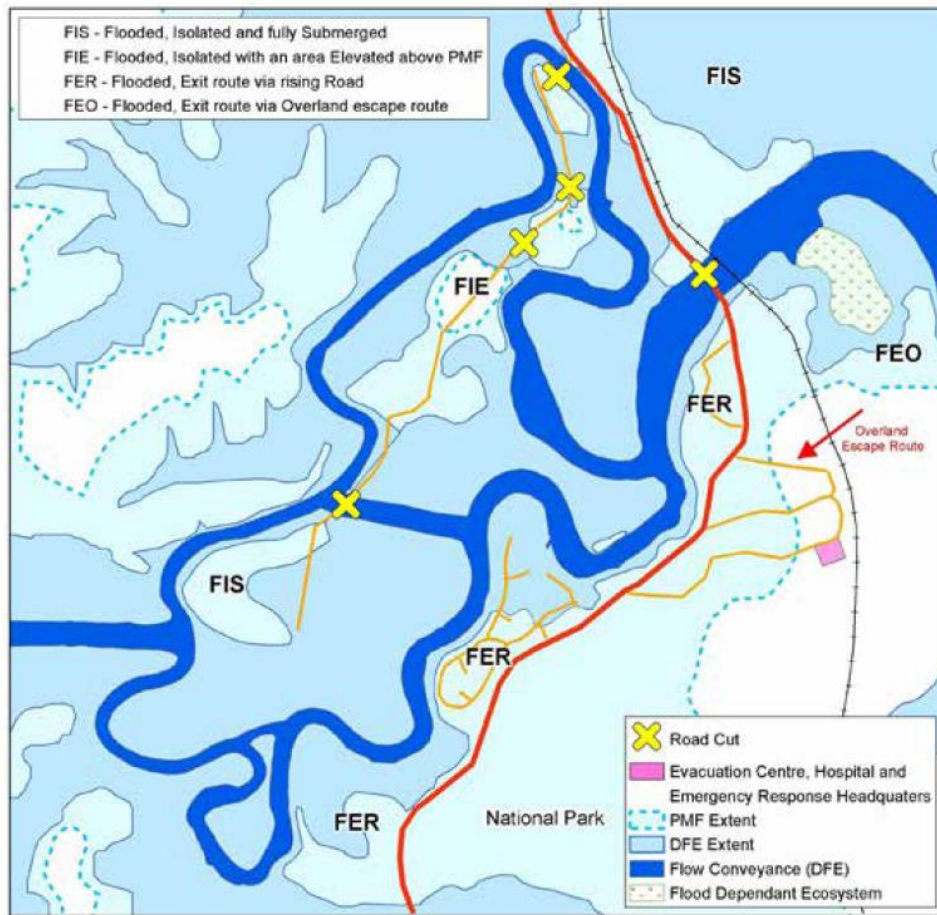 FIS - Flooded, Isolated and fully Submerged
FIE - Flooded, Isolated with an area Elevated above PMF
FER - Flooded, Exit route via rising Road
FEO - Flooded, Exit route via Overland escape route
FIS
FIE
FEO
FER
Overland
Escape Route
FIS
FER
FER
National Park
Road Cut
Evacuation Centre, Hospital and
Emergency Response Headquaters
PMF Extent
DFE Extent
Flow Conveyance (DFE)
Flood Dependant Ecosystem